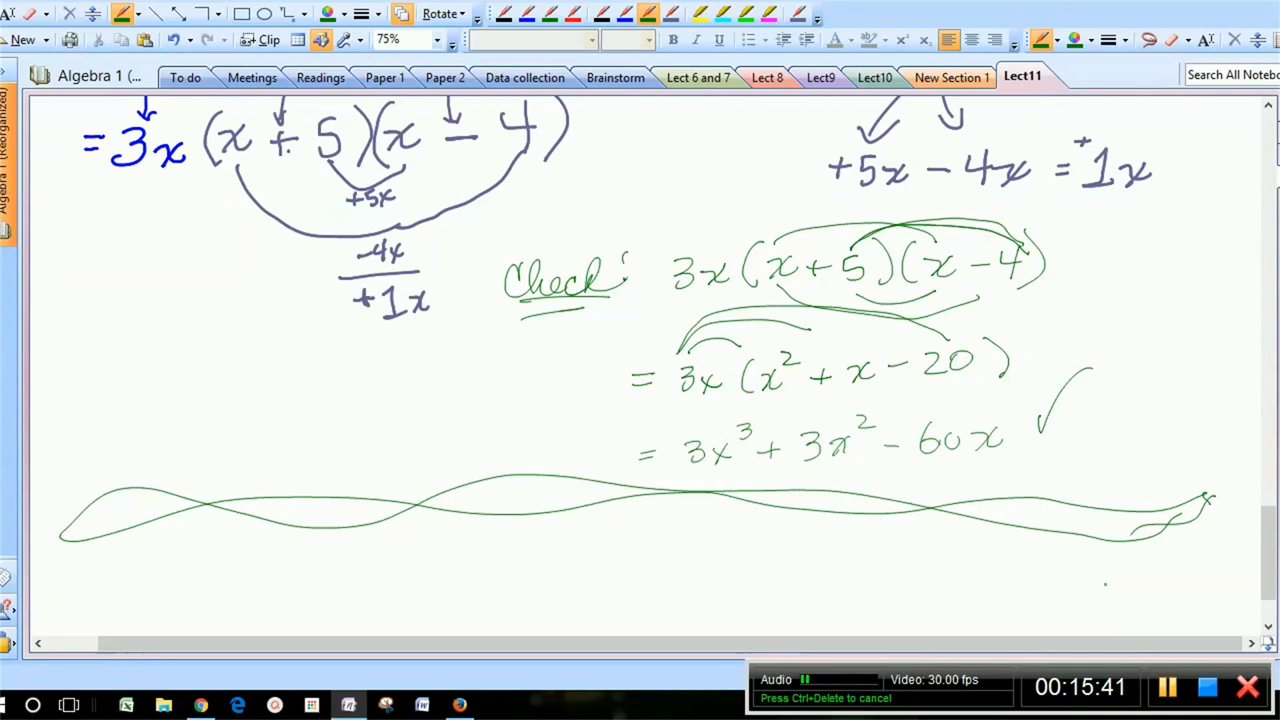 Rotate
New
Clip
75%
B I U
Algebra 1 (...
To do
Meetings
Readings
Paper 1
Paper 2
Data collection
Brainstorm
Lect 6 and 7
Lect 8
Lect9
Lect10
New Section 1
Lect11
Search All Notebo
Algebra 1 (Reorganized
= 3x (x + 5)(x - 4)
+5x
-4x
+1x
+5x - 4x = +1x
Check: 3x (x + 5)(x - 4)
= 3x (x² + x - 20)
= 3x³ + 3x² - 60x ✓
Audio
Video: 30.00 fps
Press Ctrl+Delete to cancel
00:15:41